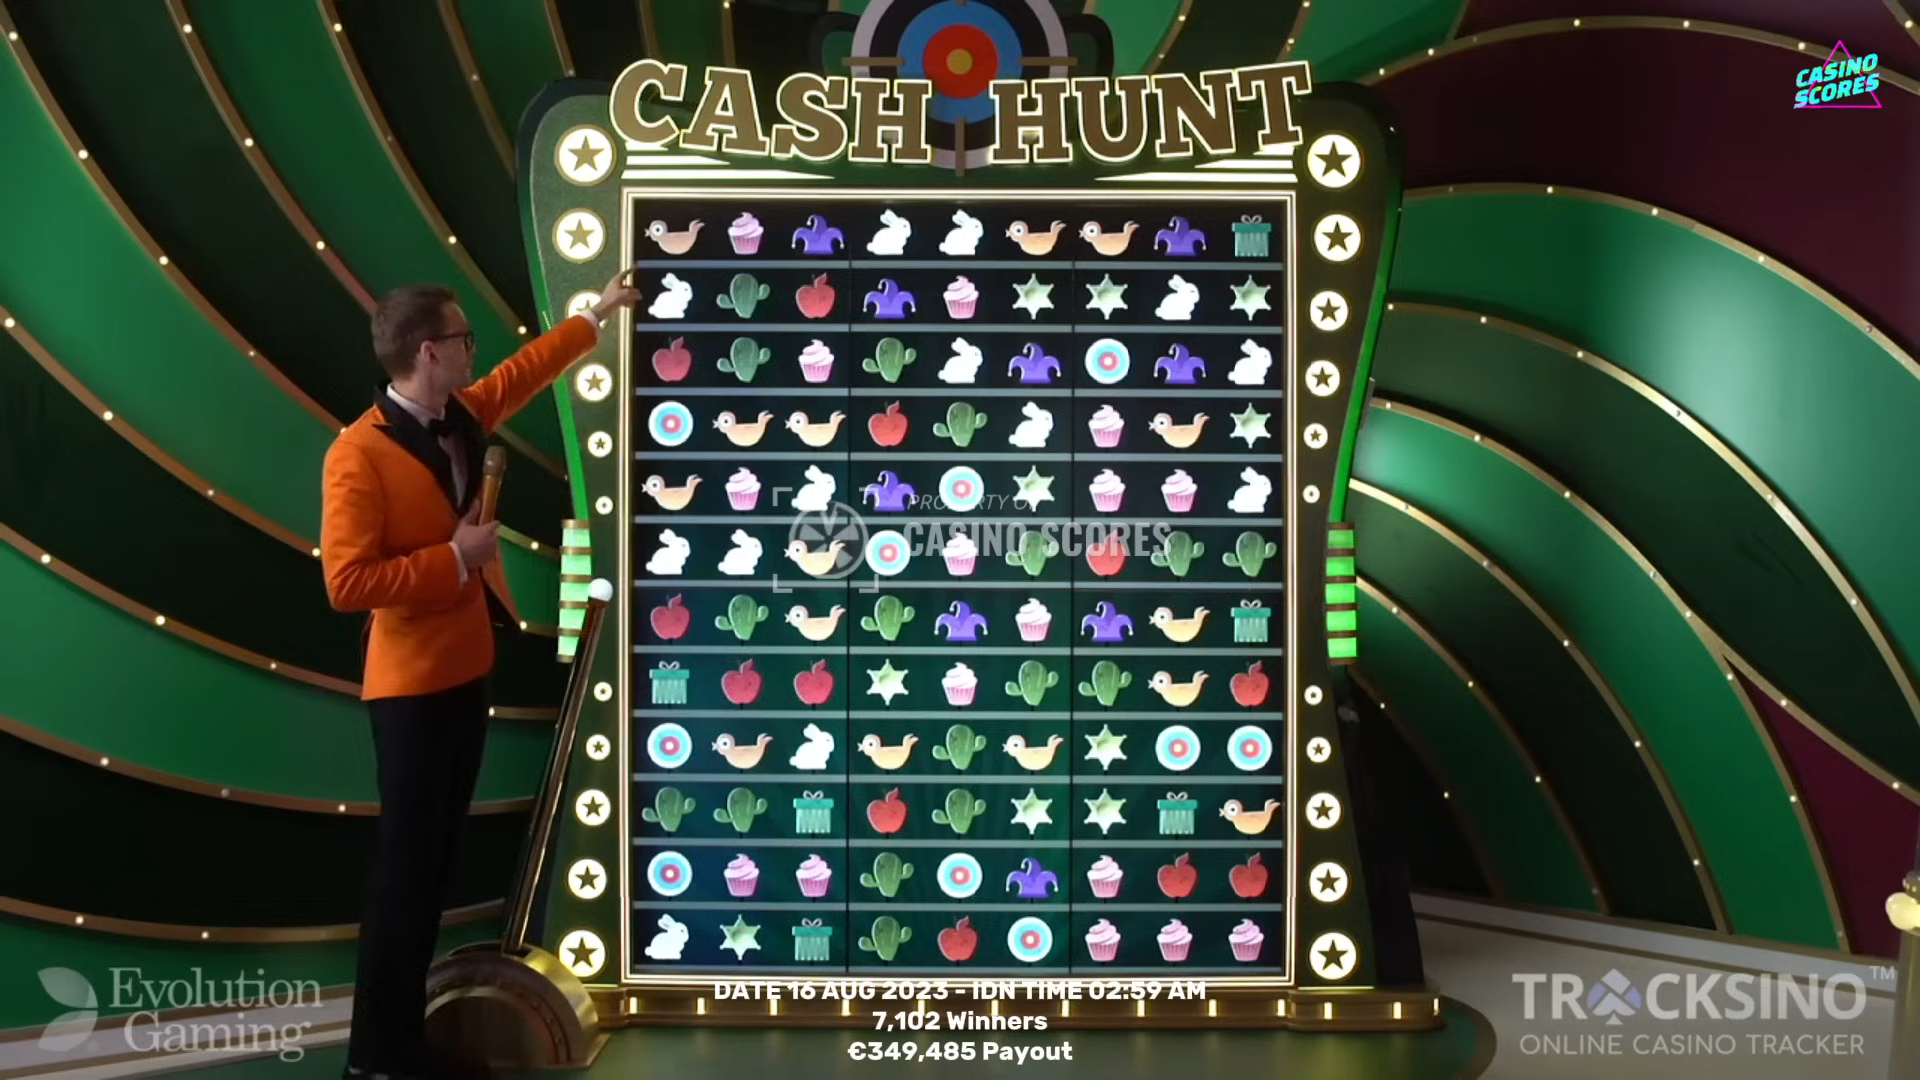 CASINO
SCORES
CASH HUNT
PROPERTY OF
CASINO SCORES
Evolution
Gaming
TRACKSINO™
ONLINE CASINO TRACKER
DATE 16 AUG 2023 - IDN TIME 02:59 AM
7,102 Winners
€349,485 Payout